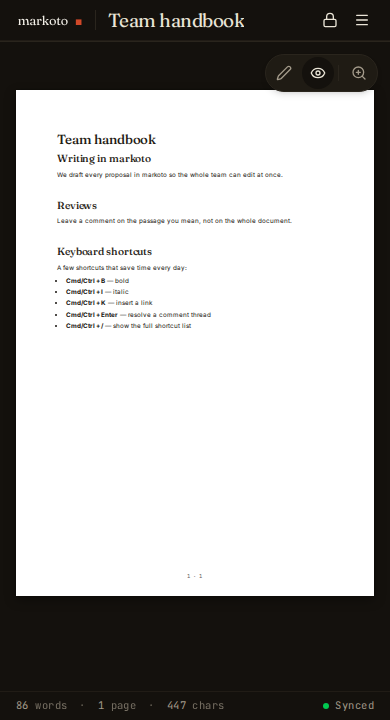 markoto
Team handbook
Team handbook
Writing in markoto
We draft every proposal in markoto so the whole team can edit at once.
Reviews
Leave a comment on the passage you mean, not on the whole document.
Keyboard shortcuts
A few shortcuts that save time every day:
• Cmd/Ctrl + B — bold
• Cmd/Ctrl + I — italic
• Cmd/Ctrl + K — insert a link
• Cmd/Ctrl + Enter — resolve a comment thread
• Cmd/Ctrl + / — show the full shortcut list
1 - 1
86 words · 1 page · 447 chars Synced